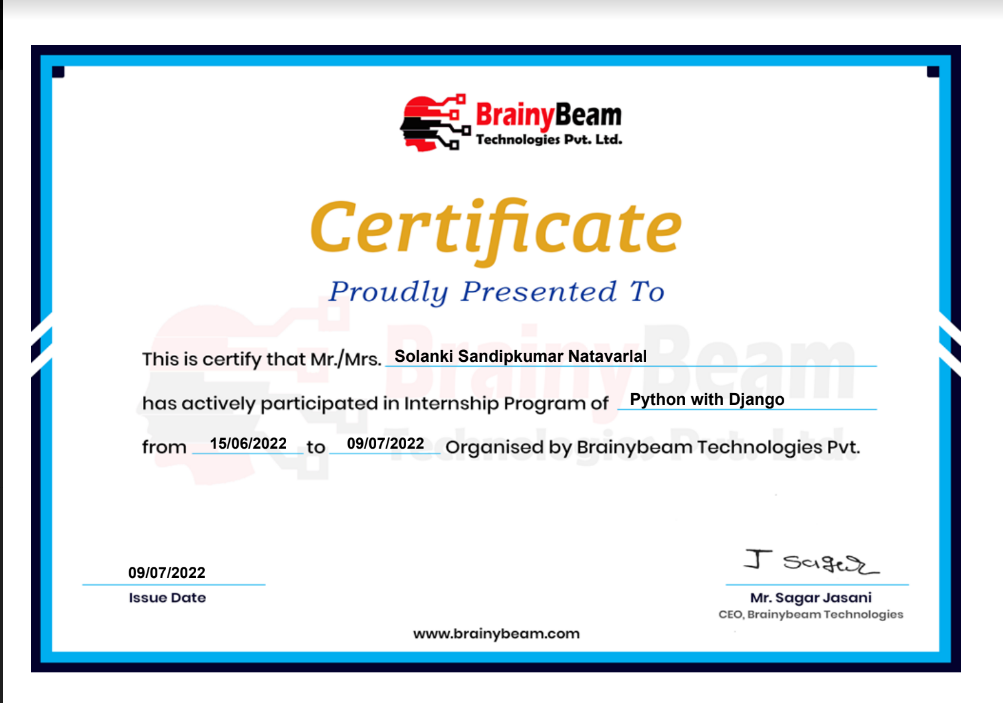 BrainyBeam
Technologies Pvt. Ltd.
Certificate
Proudly Presented To
This is certify that Mr./Mrs. Solanki Sandipkumar Natavarlal
has actively participated in Internship Program of Python with Django
from 15/06/2022 to 09/07/2022 Organised by Brainybeam Technologies Pvt.
BrainyBeam
Technologies Pvt. Ltd.
09/07/2022
Issue Date
J Sagar
Mr. Sagar Jasani
CEO, Brainybeam Technologies
www.brainybeam.com